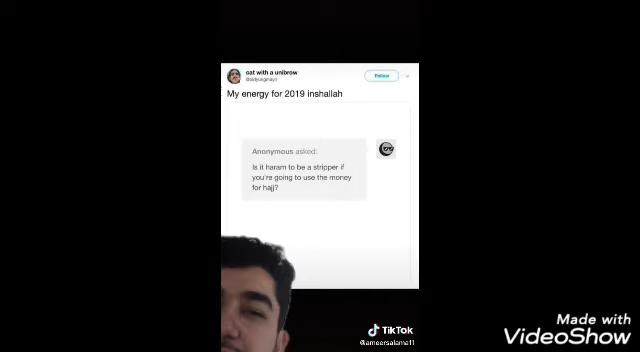 cat with a unibrow
Follow
My energy for 2019 inshallah
Anonymous asked:
Is it haram to be a stripper if
you're going to use the money
for hajj?
TikTok
@ameersalama11
Made with
VideoShow